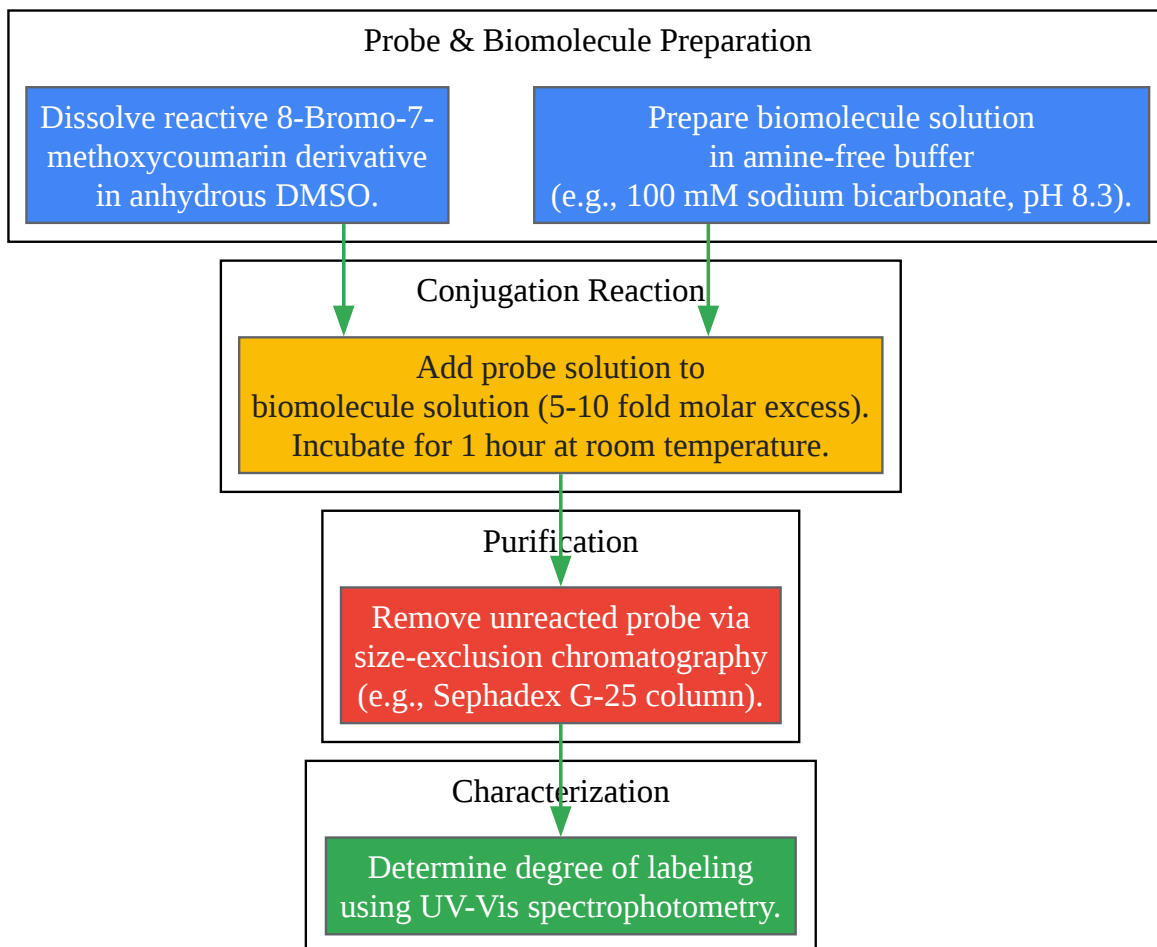 Probe & Biomolecule Preparation
Dissolve reactive 8-Bromo-7-
methoxycoumarin derivative
in anhydrous DMSO.
Prepare biomolecule solution
in amine-free buffer
(e.g., 100 mM sodium bicarbonate, pH 8.3).
Conjugation Reaction
Add probe solution to
biomolecule solution (5-10 fold molar excess).
Incubate for 1 hour at room temperature.
Purification
Remove unreacted probe via
size-exclusion chromatography
(e.g., Sephadex G-25 column).
Characterization
Determine degree of labeling
using UV-Vis spectrophotometry.